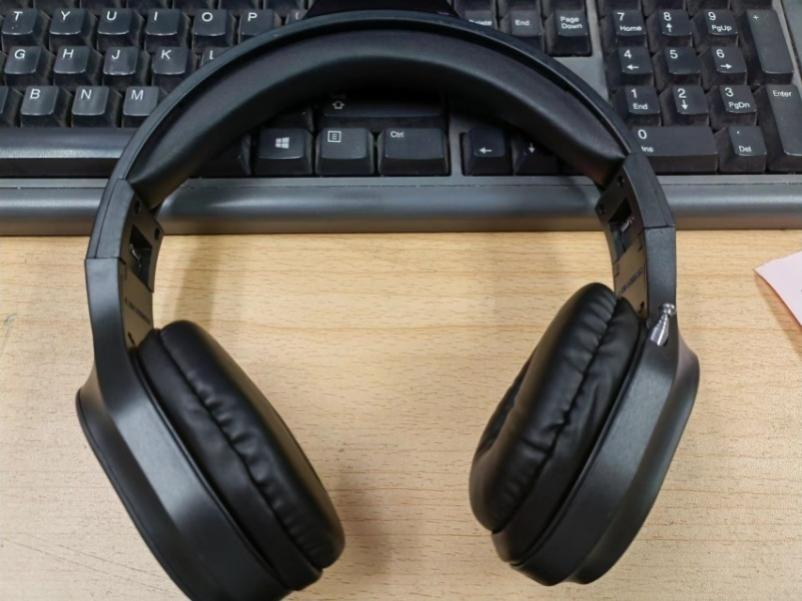 T Y U I O P Delete End Page Down 7 Home 8 9 PgUp +
G H J K 4 5 6
B N M 1 End 2 3 PgDn Enter
Ctrl 0 Ins . Del